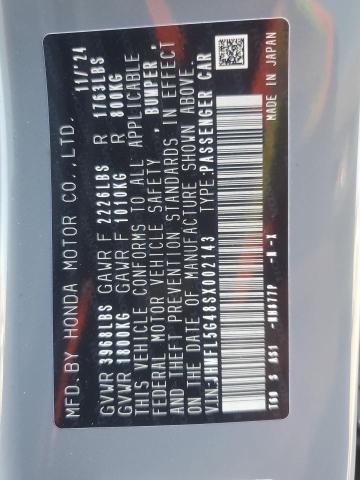 MFD.BY HONDA MOTOR CO.,LTD. 11/'24
GVWR 3968LBS GAWR F 2226LBS R 1763LBS
GVWR 1800KG GAWR F 1010KG R 800KG
THIS VEHICLE CONFORMS TO ALL APPLICABLE
FEDERAL MOTOR VEHICLE SAFETY , BUMPER ,
AND THEFT PREVENTION STANDARDS IN EFFECT
ON THE DATE OF MANUFACTURE SHOWN ABOVE.
V.I.N:JHMFL5G48SX002143 TYPE:PASSENGER CAR
-NH677P -N -X
MADE IN JAPAN